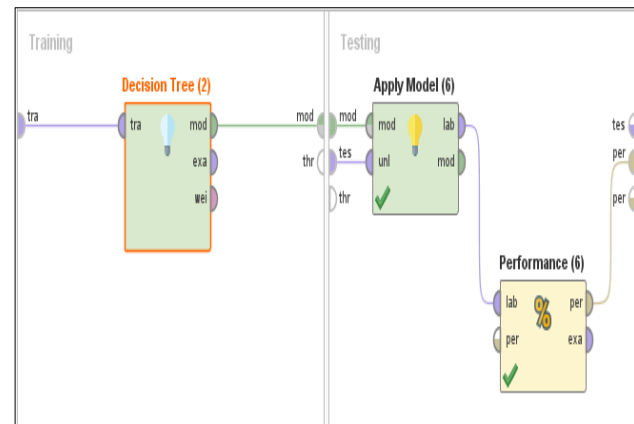 Training
tra
Decision Tree (2)
tra
mod
exa
wei
mod
thr
Testing
mod
tes
thr
Apply Model (6)
mod
lab
unl
mod
Performance (6)
lab
per
per
exa
tes
per
per